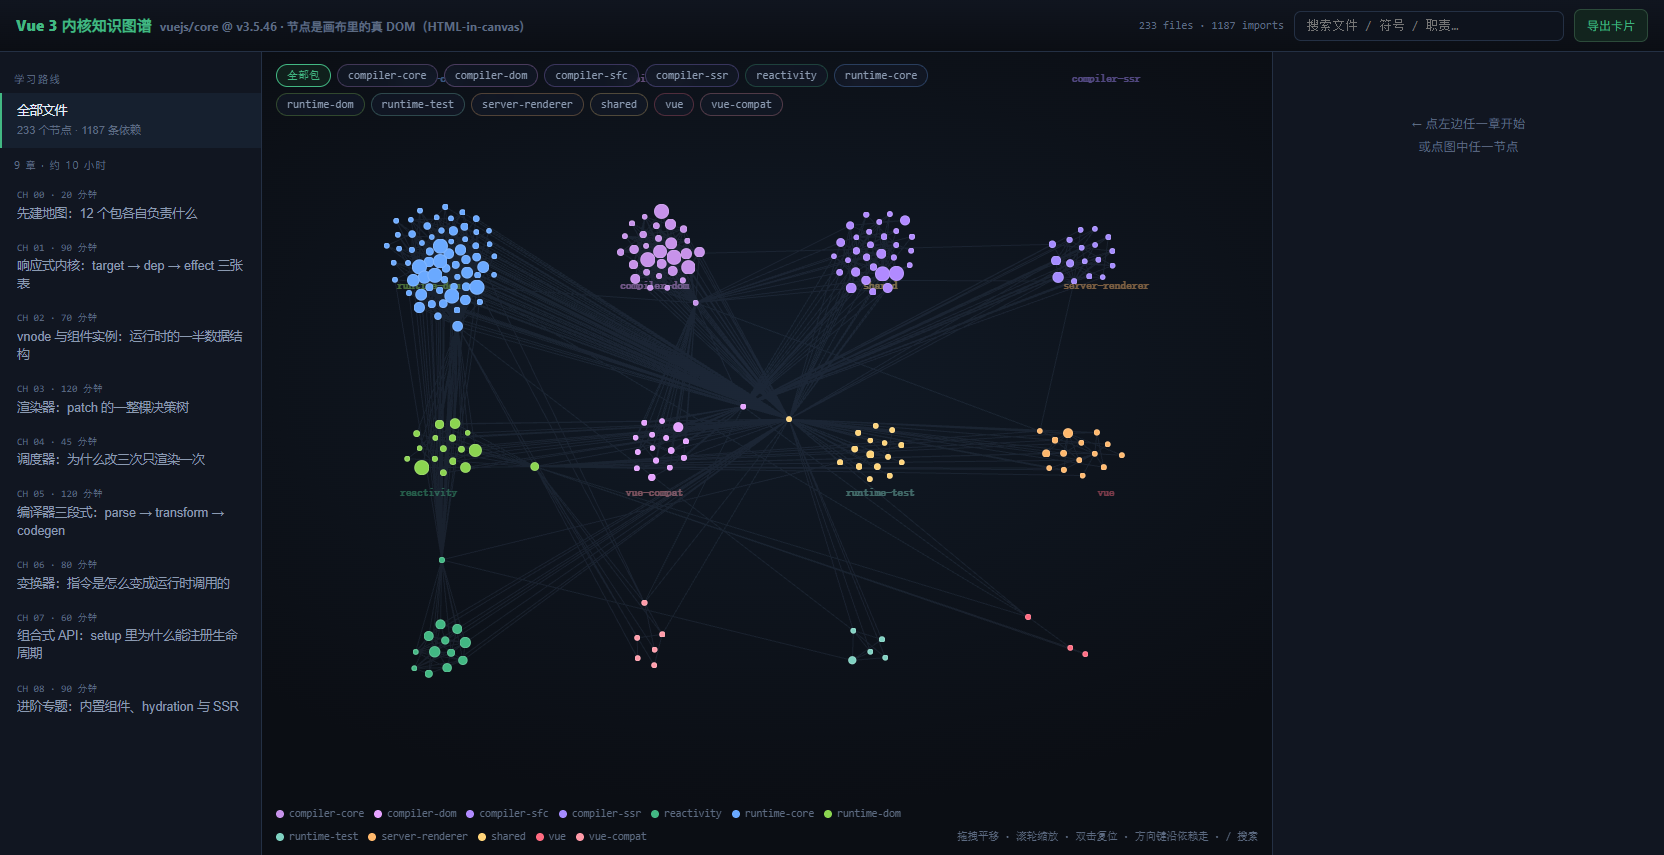 Vue 3 内核知识图谱 vuejs/core @ v3.5.46 · 节点是画布里的真 DOM（HTML-in-canvas）
233 files · 1187 imports
搜索文件 / 符号 / 职责…
导出卡片
学习路线
全部文件
233 个节点 · 1187 条依赖
9 章 · 约 10 小时
CH 00 · 20 分钟
先建地图：12 个包各自负责什么
CH 01 · 90 分钟
响应式内核：target → dep → effect 三张
表
CH 02 · 70 分钟
vnode 与组件实例：运行时的一半数据结
构
CH 03 · 120 分钟
渲染器：patch 的一整棵决策树
CH 04 · 45 分钟
调度器：为什么改三次只渲染一次
CH 05 · 120 分钟
编译器三段式：parse → transform →
codegen
CH 06 · 80 分钟
变换器：指令是怎么变成运行时调用的
CH 07 · 60 分钟
组合式 API：setup 里为什么能注册生命
周期
CH 08 · 90 分钟
进阶专题：内置组件、hydration 与 SSR
全部包 compiler-core compiler-dom compiler-sfc compiler-ssr reactivity runtime-core
runtime-dom runtime-test server-renderer shared vue vue-compat
compiler-ssr
compiler-dom
shared
server-renderer
reactivity
vue-compat
runtime-test
vue
compiler-core compiler-dom compiler-sfc compiler-ssr reactivity runtime-core runtime-dom
runtime-test server-renderer shared vue vue-compat
拖拽平移 · 滚轮缩放 · 双击复位 · 方向键沿依赖走 · / 搜索
← 点左边任一章开始
或点图中任一节点